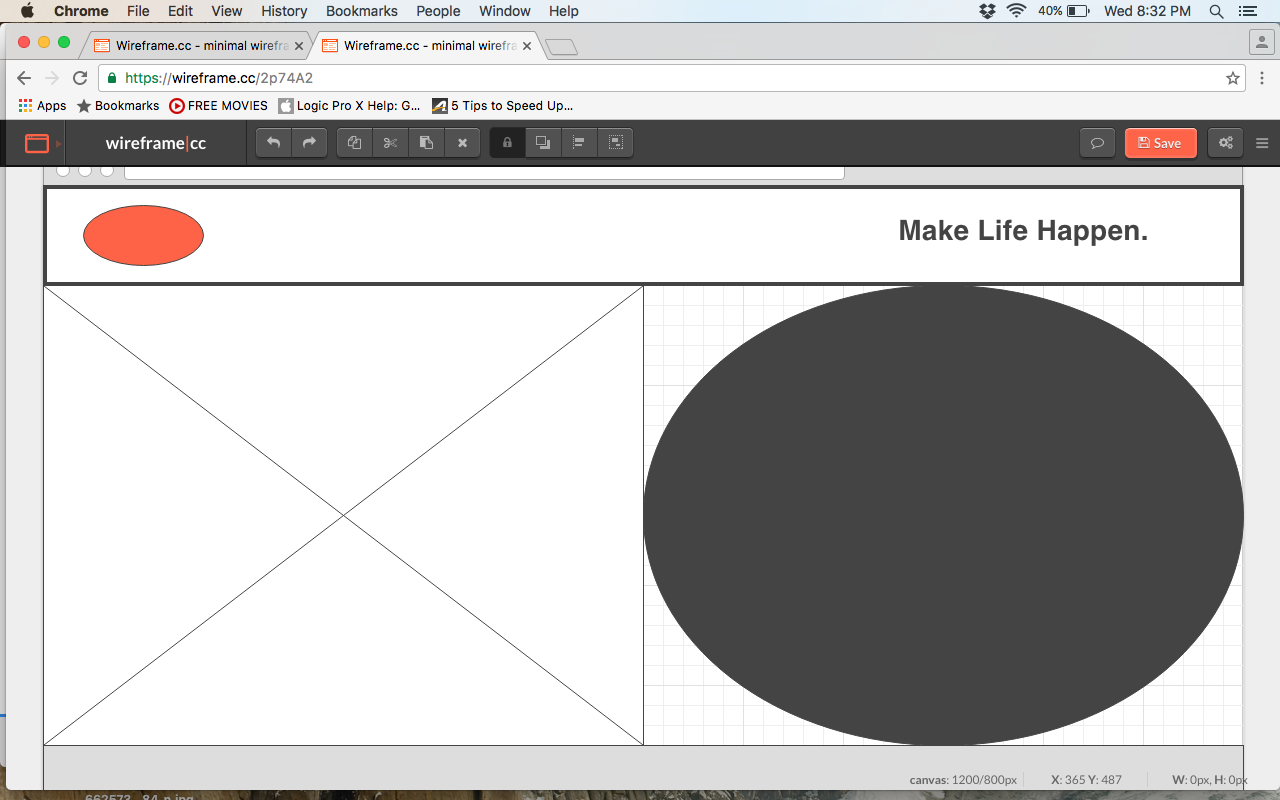 Chrome File Edit View History Bookmarks People Window Help 40% Wed 8:32 PM
Wireframe.cc - minimal wirefra Wireframe.cc - minimal wirefra
https://wireframe.cc/2p74A2
Apps Bookmarks FREE MOVIES Logic Pro X Help: G... 5 Tips to Speed Up...
wireframe|cc Save
Make Life Happen.
canvas: 1200/800px X: 365 Y: 487 W: 0px, H: 0px